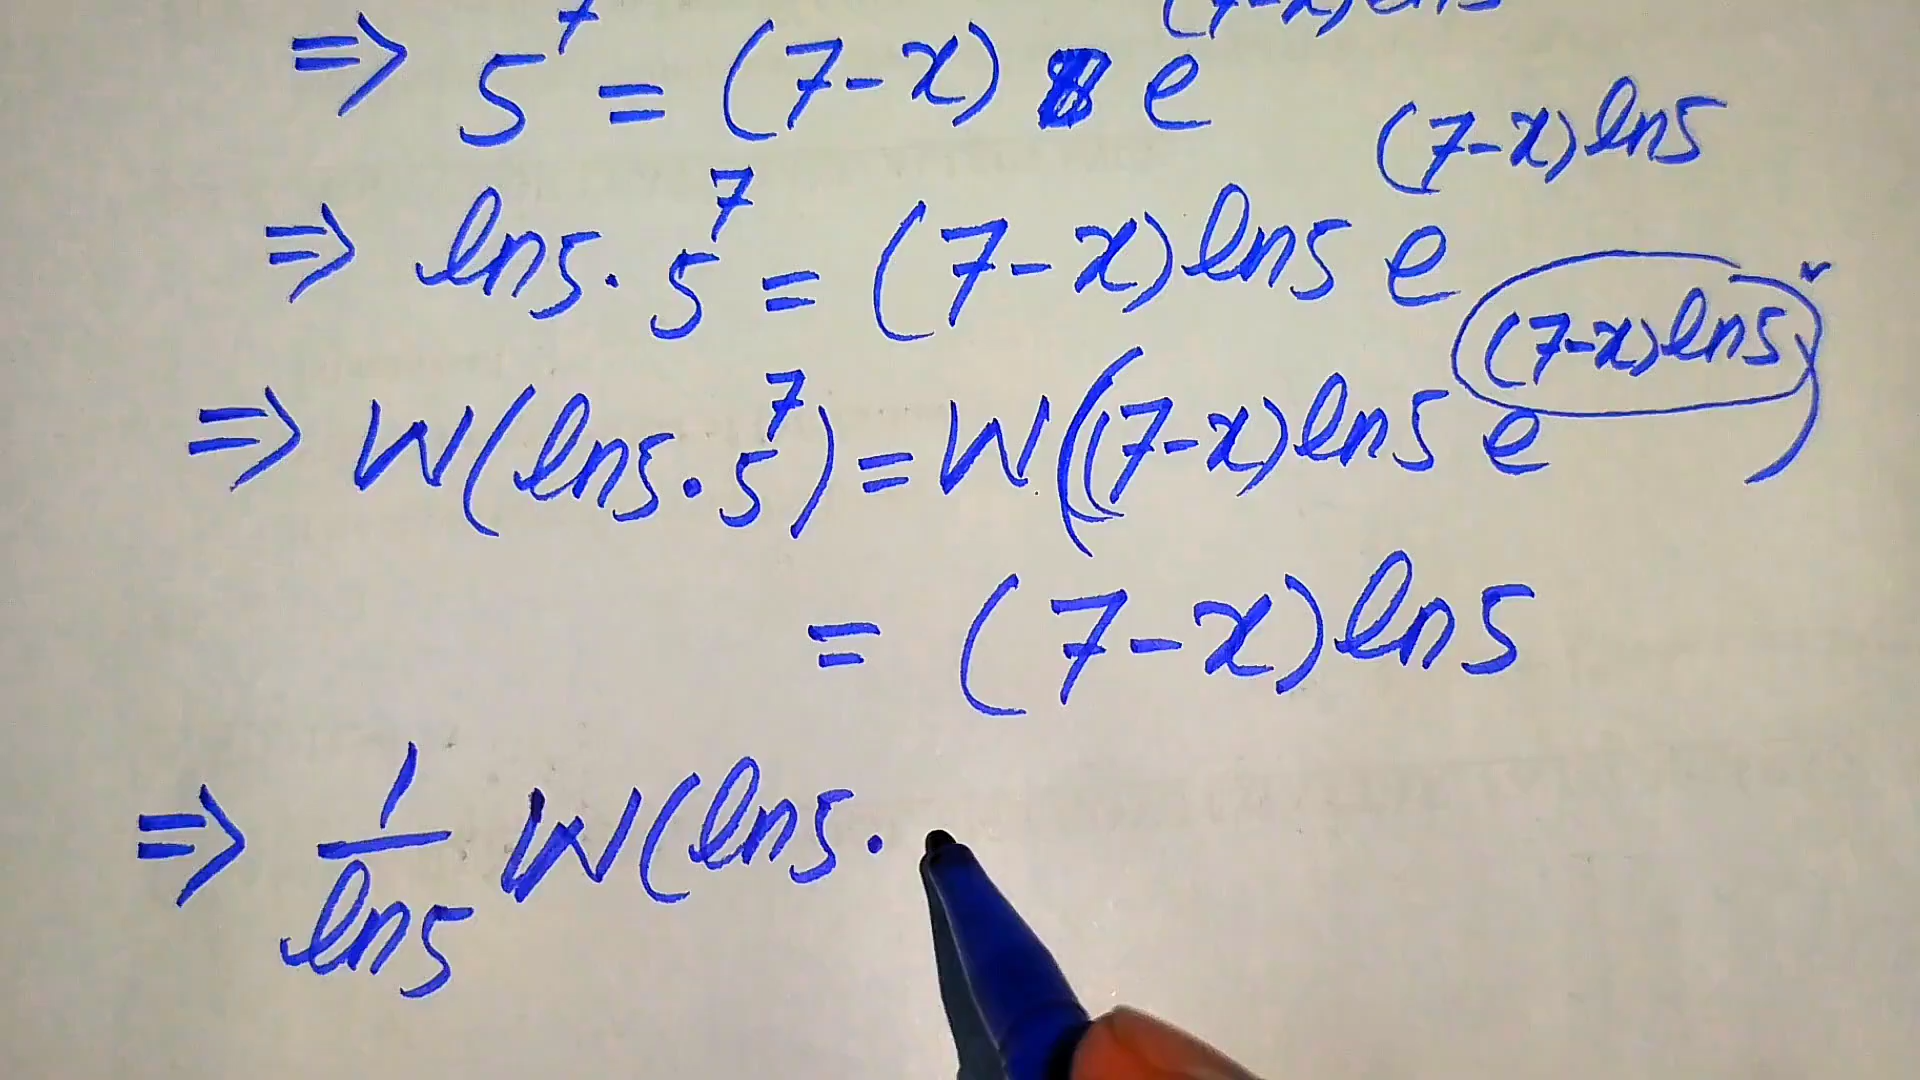 => 5^7 = (7-x) e^(7-x)ln5
=> ln5. 5^7 = (7-x)ln5 e^(7-x)ln5
=> W(ln5. 5^7) = W((7-x)ln5 e^(7-x)ln5)
= (7-x)ln5
=> 1/ln5 W(ln5.